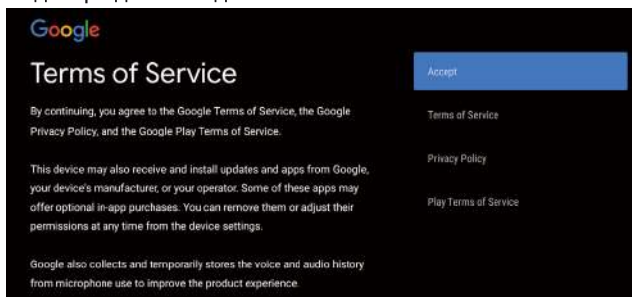 Google
Terms of Service
By continuing, you agree to the Google Terms of Service, the Google
Privacy Policy, and the Google Play Terms of Service.
This device may also receive and install updates and apps from Google,
your device's manufacturer, or your operator. Some of these apps may
offer optional in-app purchases. You can remove them or adjust their
permissions at any time from the device settings.
Google also collects and temporarily stores the voice and audio history
from microphone use to improve the product experience.
Accept
Terms of Service
Privacy Policy
Play Terms of Service